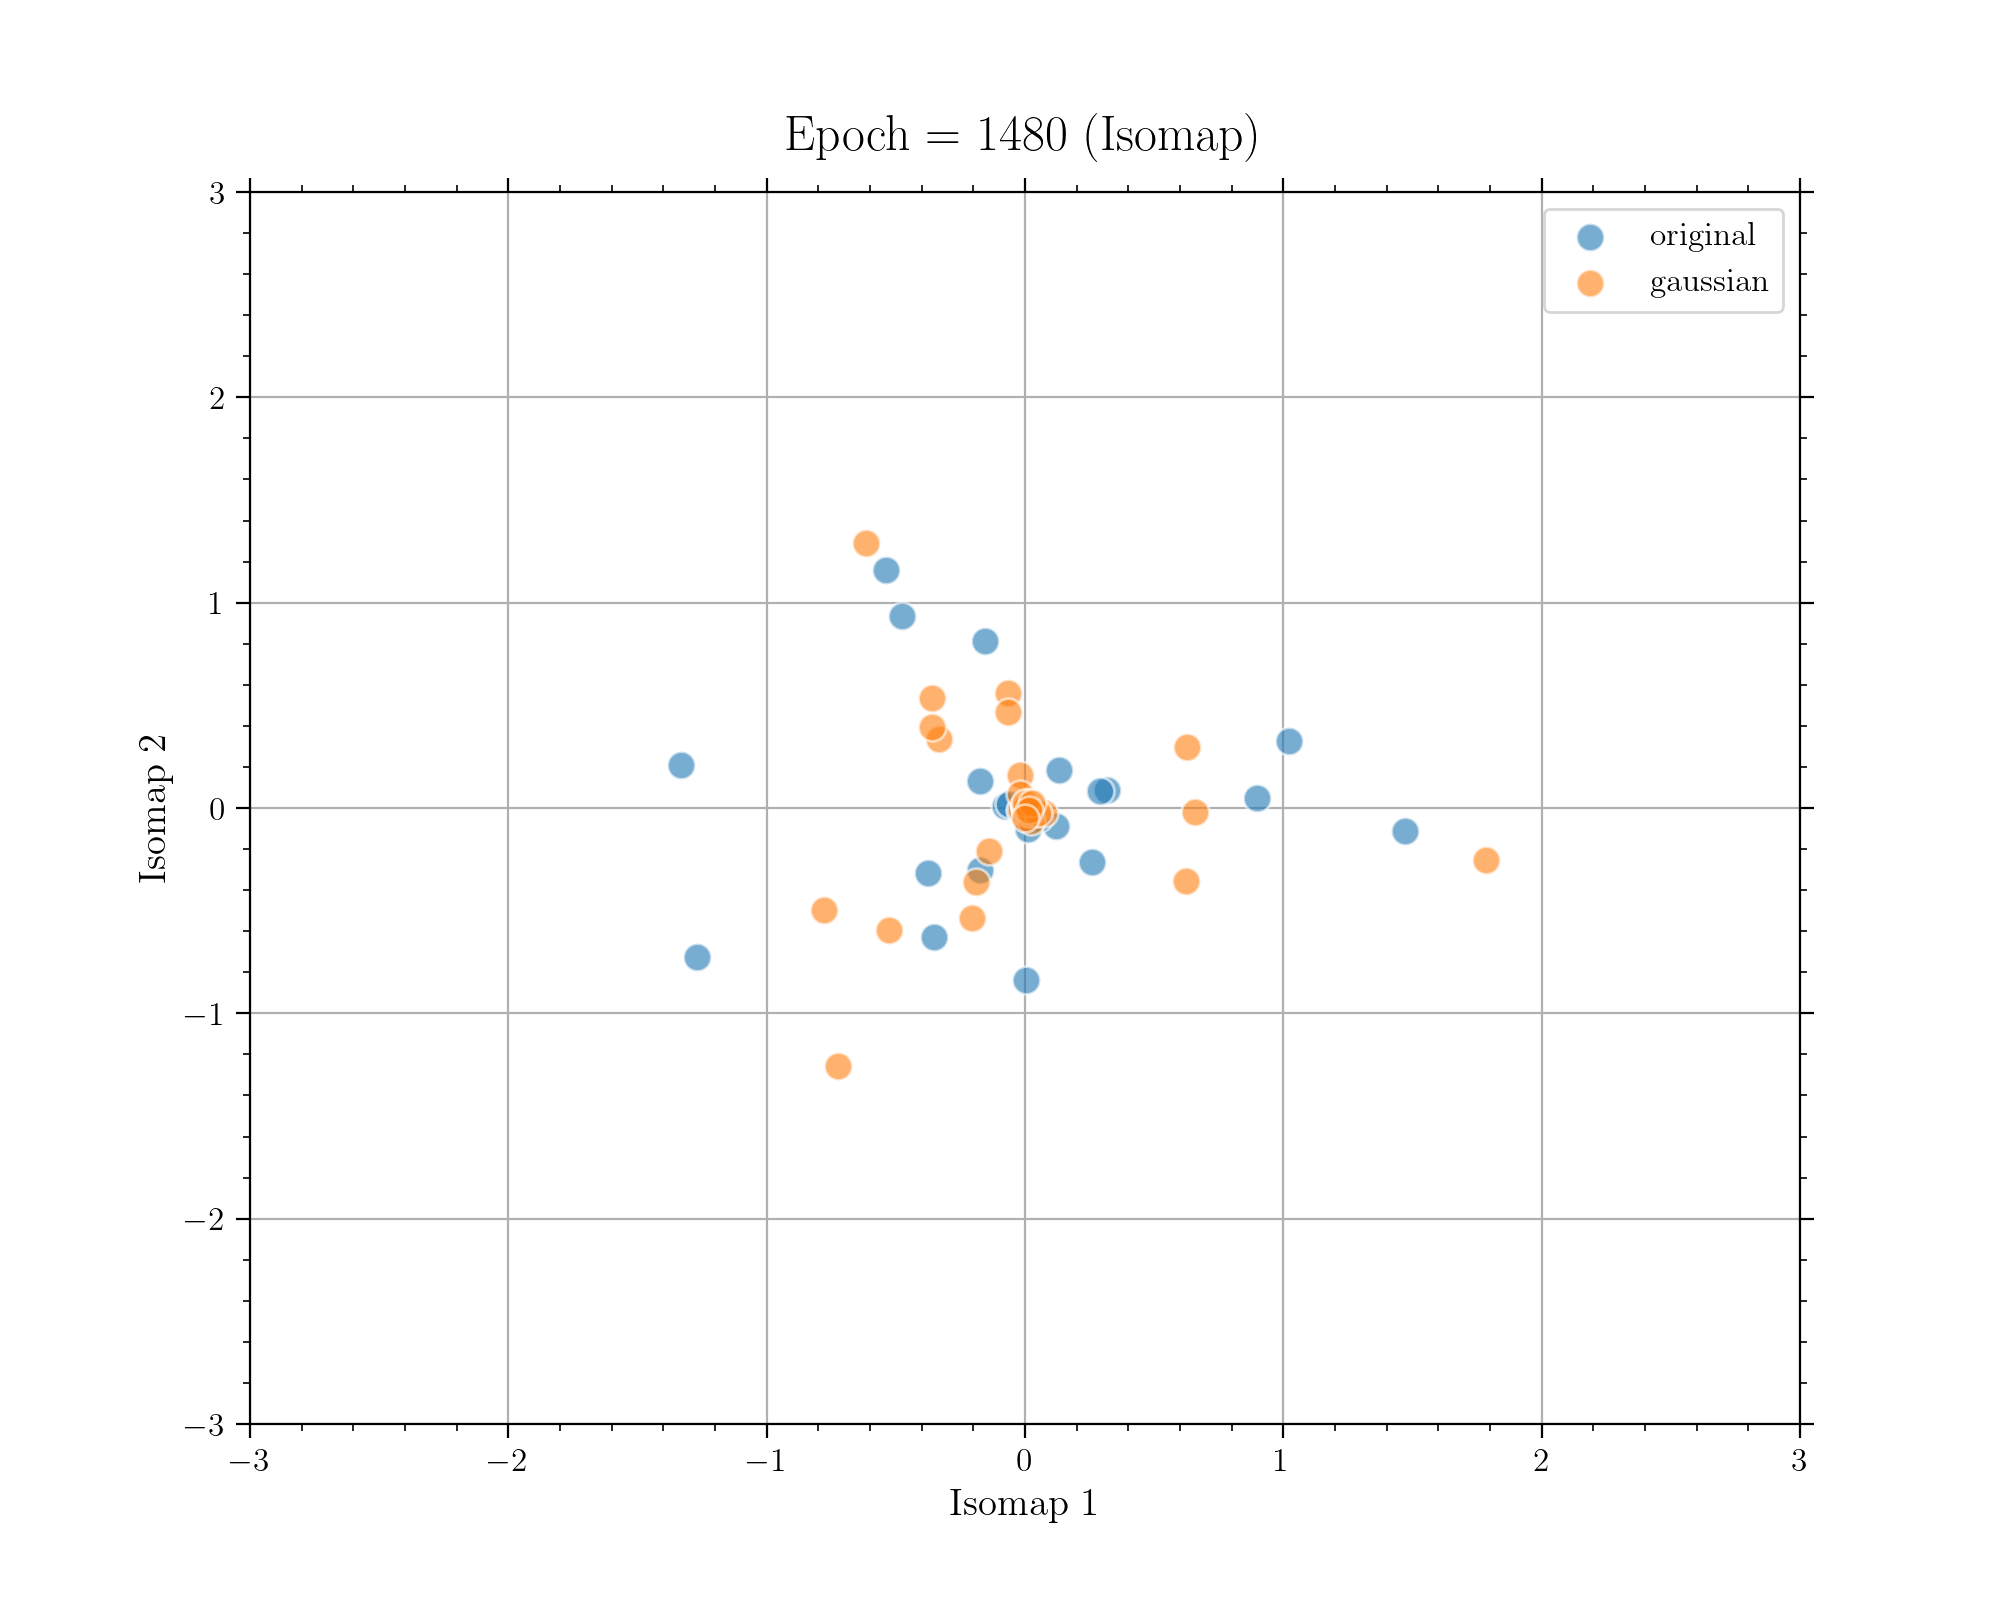 Epoch = 1480 (Isomap)
original
gaussian
3
2
1
0
−1
−2
−3
Isomap 2
−3
−2
−1
0
1
2
3
Isomap 1